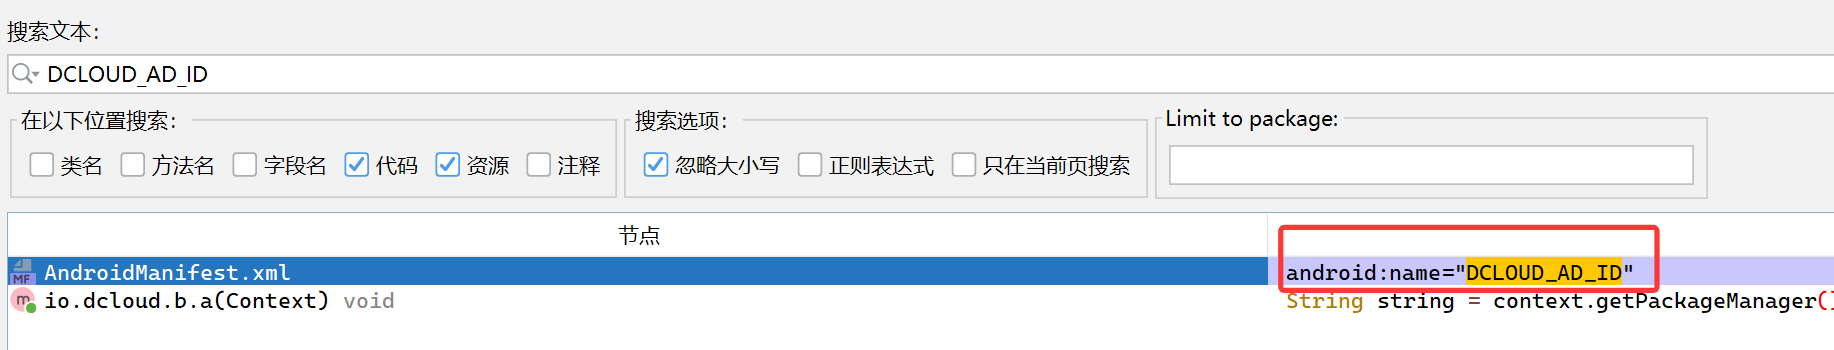 搜索文本：
DCLOUD_AD_ID
在以下位置搜索： 搜索选项： Limit to package:
类名 方法名 字段名 代码 资源 注释 忽略大小写 正则表达式 只在当前页搜索
节点
MF AndroidManifest.xml android:name="DCLOUD_AD_ID"
m io.dcloud.b.a(Context) void String string = context.getPackageManager()